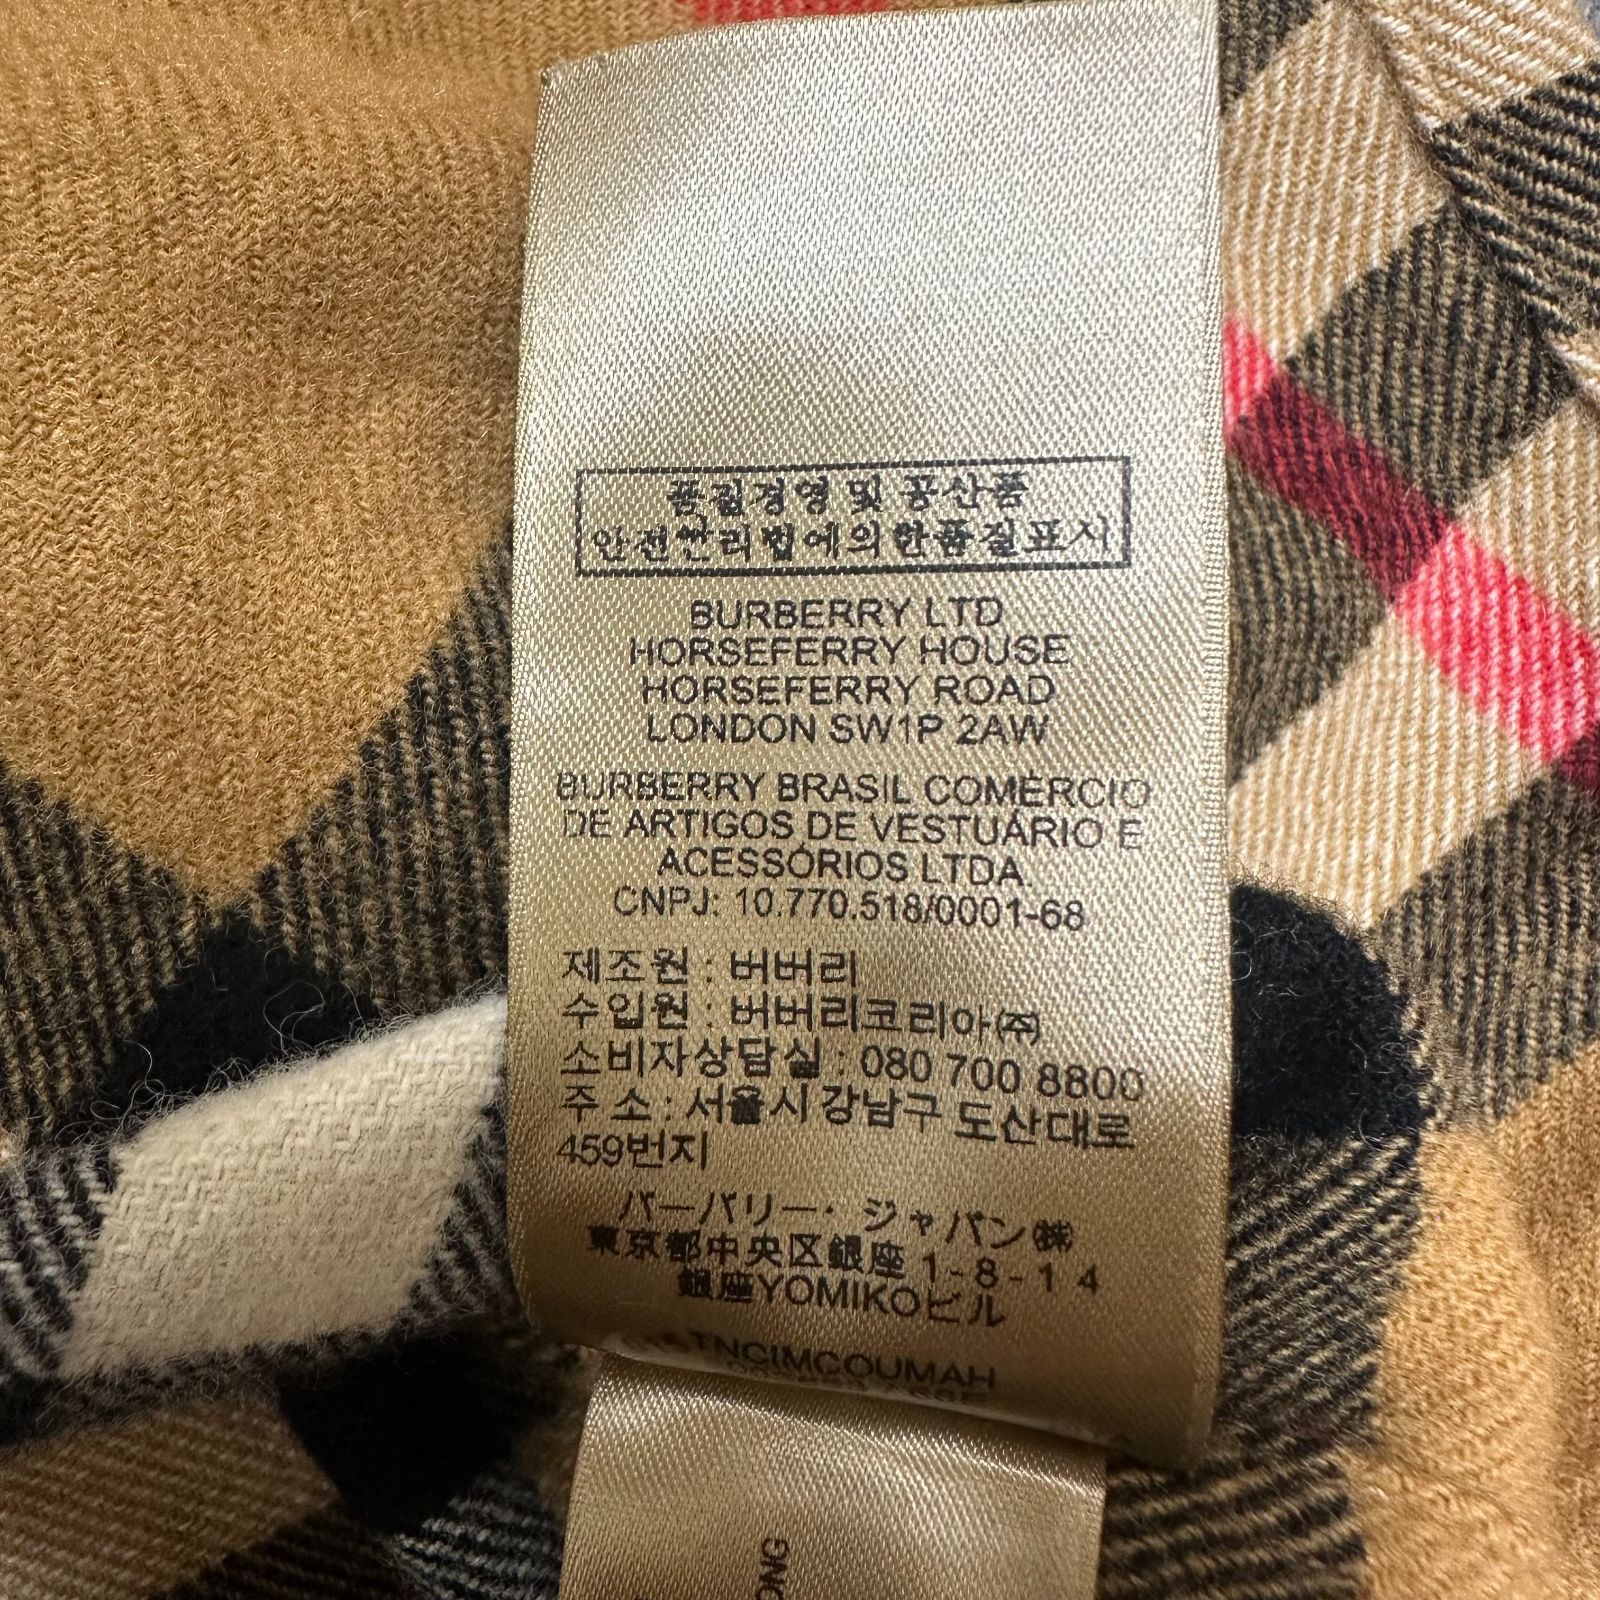 품질경영 및 공산품
안전관리법에의한품질표시
BURBERRY LTD
HORSEFERRY HOUSE
HORSEFERRY ROAD
LONDON SW1P 2AW
BURBERRY BRASIL COMÉRCIO
DE ARTIGOS DE VESTUÁRIO E
ACESSÓRIOS LTDA.
CNPJ: 10.770.518/0001-68
제조원 : 버버리
수입원 : 버버리코리아(주)
소비자상담실 : 080 700 8800
주 소 : 서울시 강남구 도산대로
459번지
バーバリー・ジャパン㈱
東京都中央区銀座 1-8-14
銀座YOMIKOビル
TNCIMCOUMAH